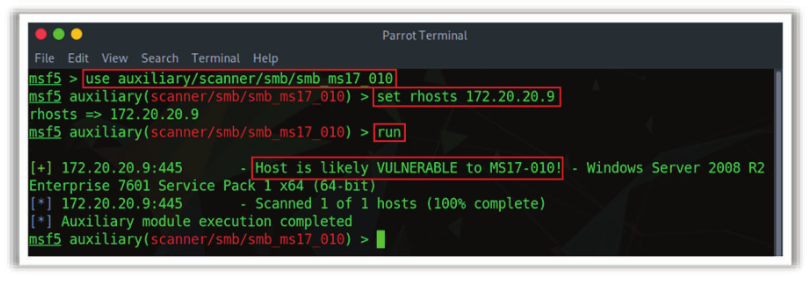 Parrot Terminal
File Edit View Search Terminal Help
msf5 > use auxiliary/scanner/smb/smb_ms17_010
msf5 auxiliary(scanner/smb/smb_ms17_010) > set rhosts 172.20.20.9
rhosts => 172.20.20.9
msf5 auxiliary(scanner/smb/smb_ms17_010) > run
[+] 172.20.20.9:445 - Host is likely VULNERABLE to MS17-010! - Windows Server 2008 R2
Enterprise 7601 Service Pack 1 x64 (64-bit)
[*] 172.20.20.9:445 - Scanned 1 of 1 hosts (100% complete)
[*] Auxiliary module execution completed
msf5 auxiliary(scanner/smb/smb_ms17_010) >